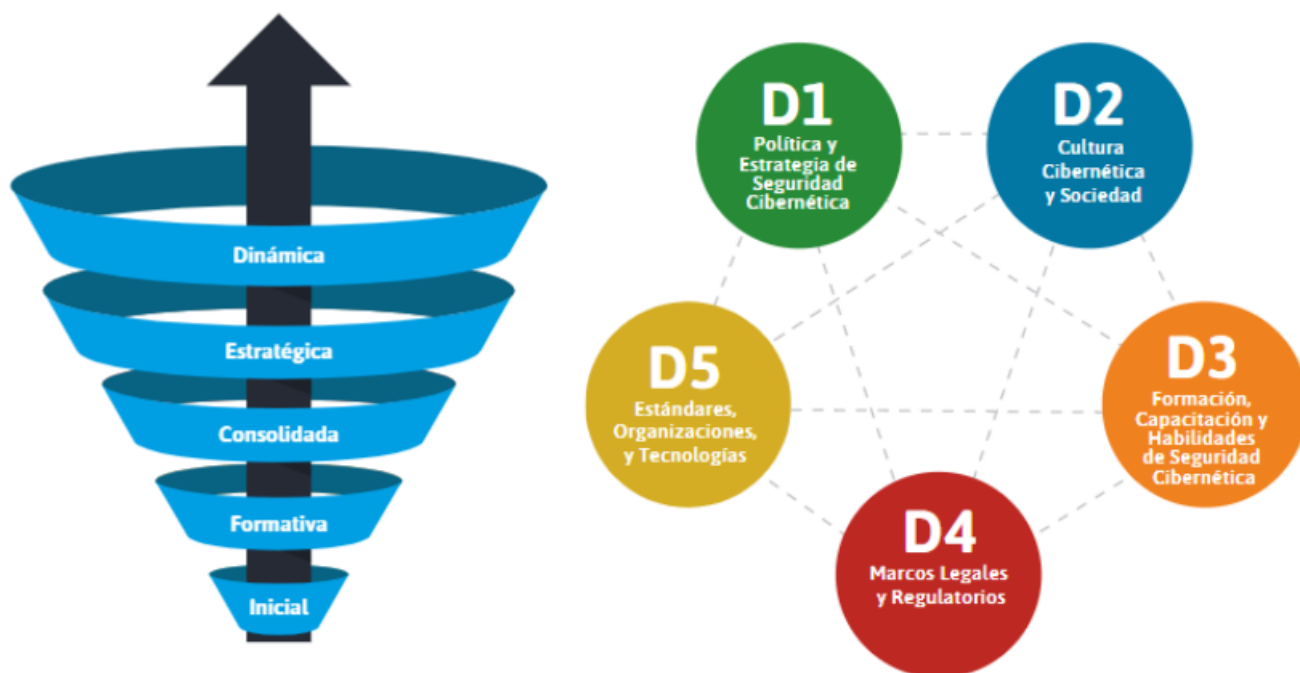 Dinámica
Estratégica
Consolidada
Formativa
Inicial
D1
Política y
Estrategia de
Seguridad
Cibernética
D2
Cultura
Cibernética
y Sociedad
D3
Formación,
Capacitación y
Habilidades
de Seguridad
Cibernética
D4
Marcos Legales
y Regulatorios
D5
Estándares,
Organizaciones,
y Tecnologías